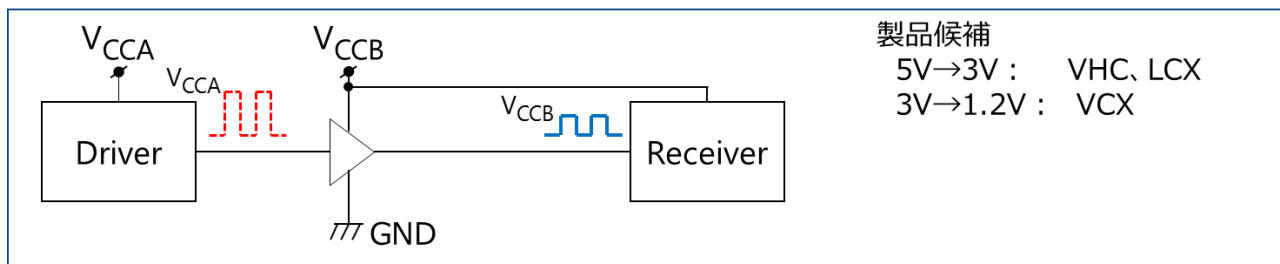 VCCA
VCCB
製品候補
5V→3V : VHC、LCX
3V→1.2V : VCX
VCCA
VCCB
Driver
Receiver
GND